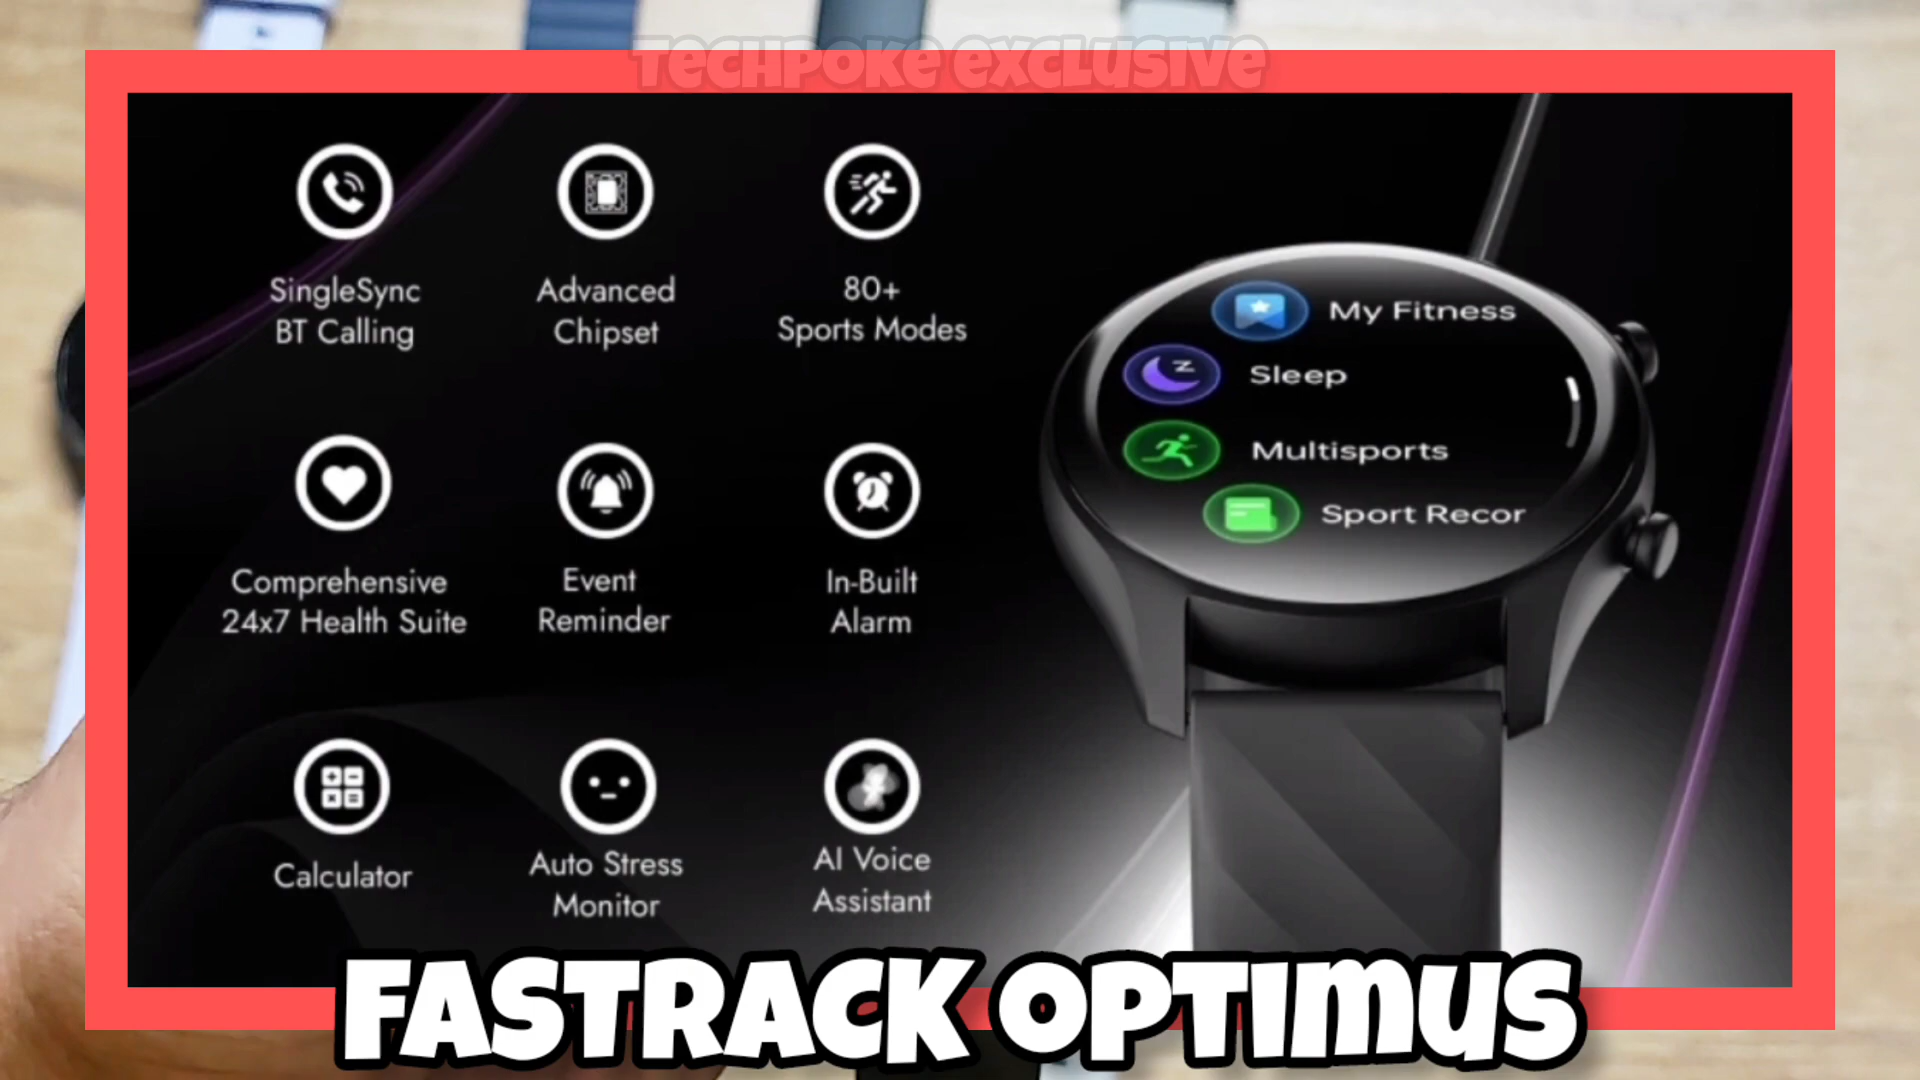 TECHPOKE EXCLUSIVE
SingleSync
BT Calling
Advanced
Chipset
80+
Sports Modes
Comprehensive
24x7 Health Suite
Event
Reminder
In-Built
Alarm
Calculator
Auto Stress
Monitor
AI Voice
Assistant
My Fitness
Sleep
Multisports
Sport Recor
FASTRACK OPTIMUS